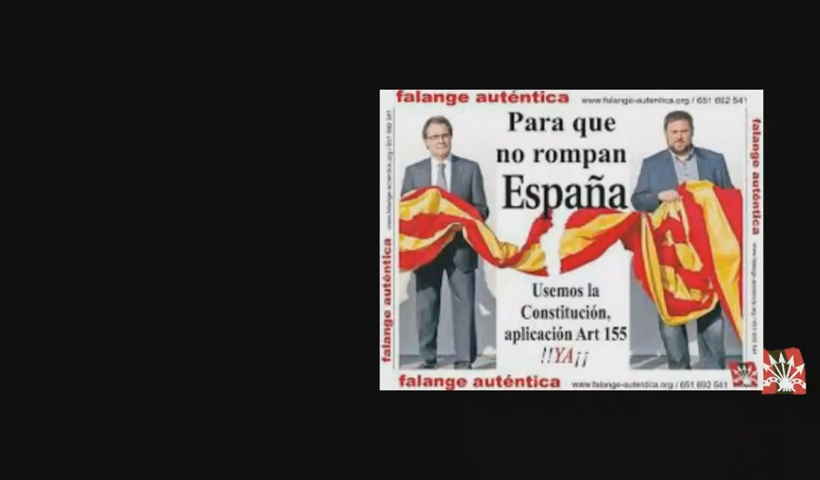 falange auténtica www.falange-autentica.org / 651 692 541
Para que
no rompan
España
Usemos la
Constitución,
aplicación Art 155
!!YA¡¡
falange auténtica www.falange-autentica.org / 651 692 541
falange auténtica
falange auténtica